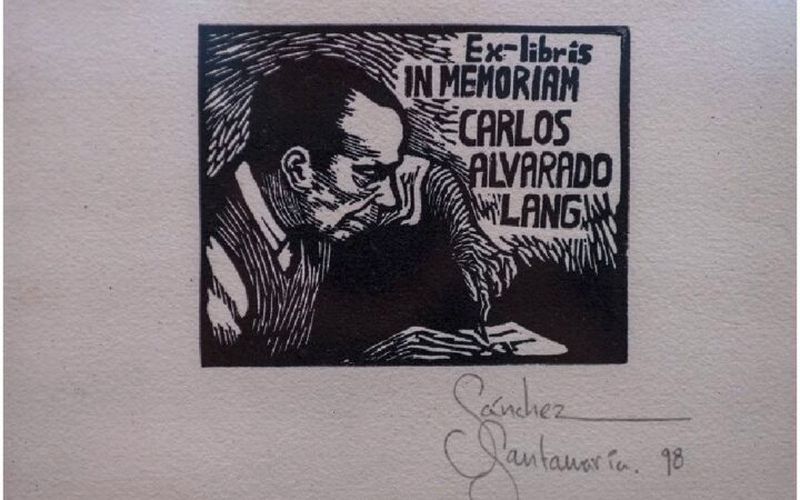 Ex-libris
IN MEMORIAM
CARLOS
ALVARADO
LANG
Sánchez
Santamaría. 98